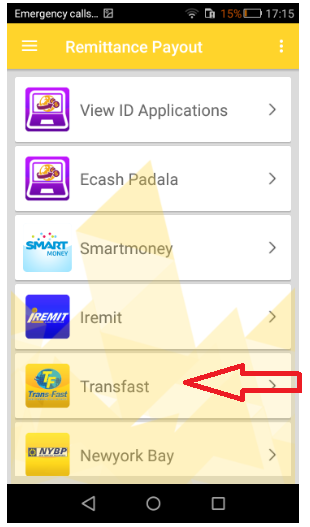 Emergency calls... 15% 17:15
Remittance Payout
View ID Applications
Ecash Padala
SMART
MONEY
Smartmoney
iREMIT
Iremit
TF
Trans-Fast
Transfast
NYBP
Newyork Bay